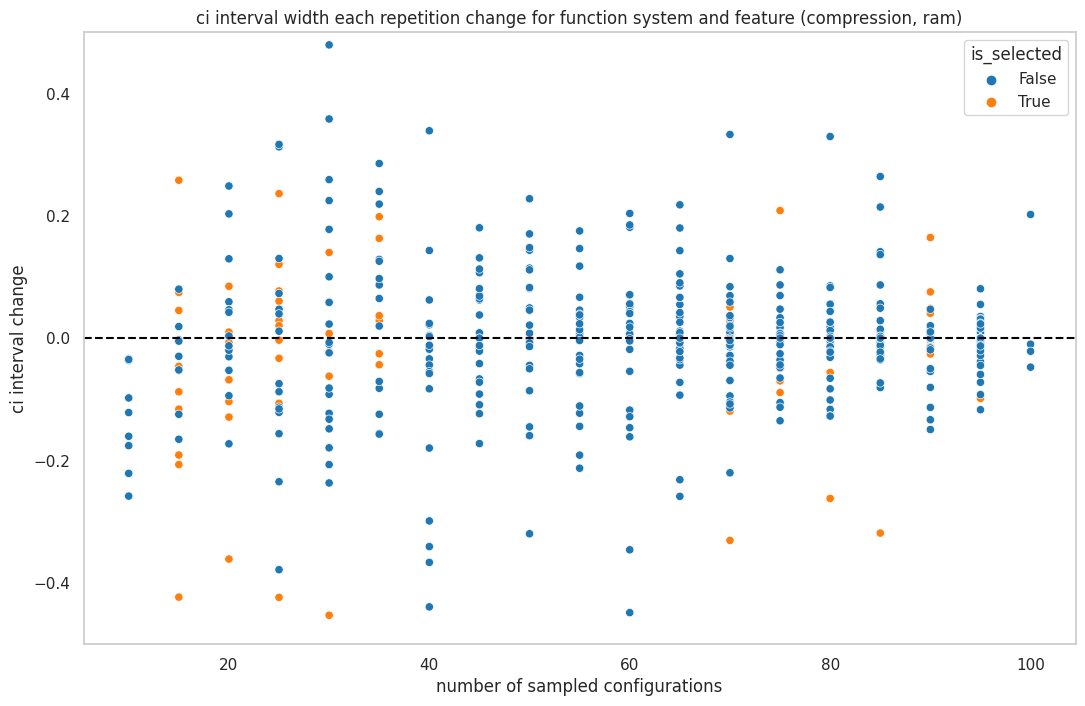 ci interval width each repetition change for function system and feature (compression, ram)
is_selected
False
True
ci interval change
0.4
0.2
0.0
−0.2
−0.4
20
40
60
80
100
number of sampled configurations